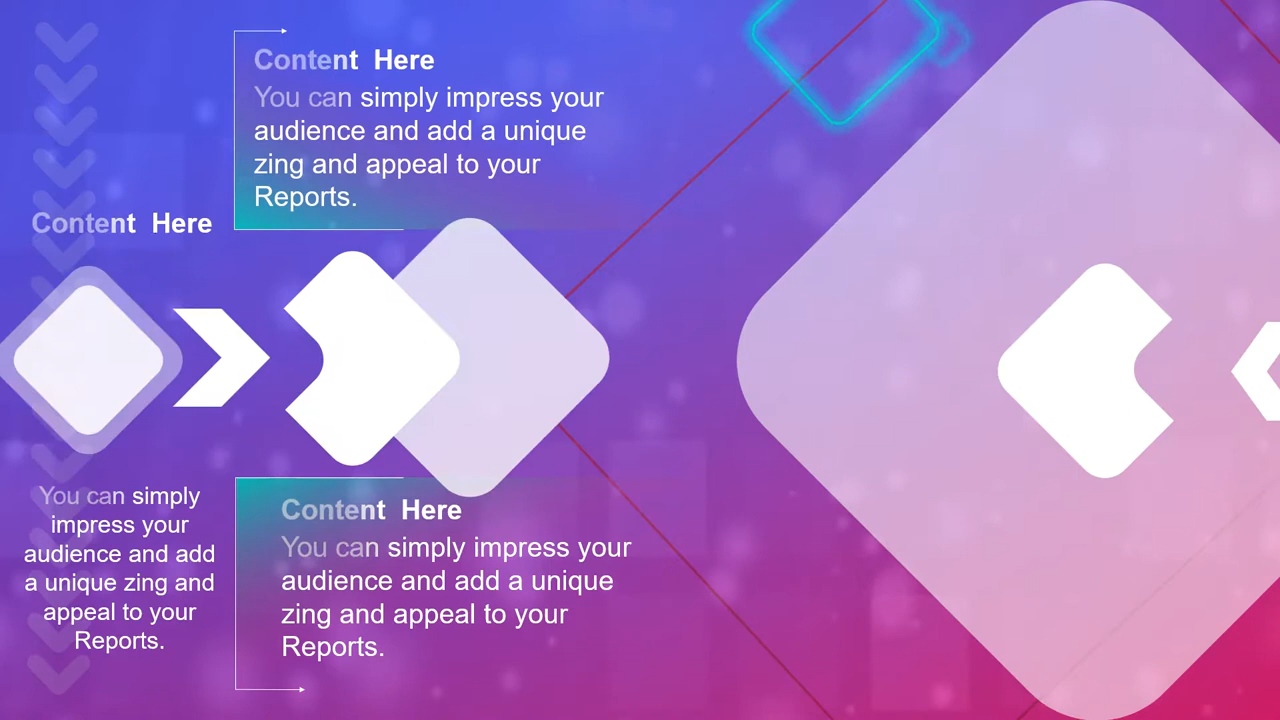 Content  Here
You can simply impress your
audience and add a unique
zing and appeal to your
Reports.
Content  Here
You can simply
impress your
audience and add
a unique zing and
appeal to your
Reports.
Content  Here
You can simply impress your
audience and add a unique
zing and appeal to your
Reports.